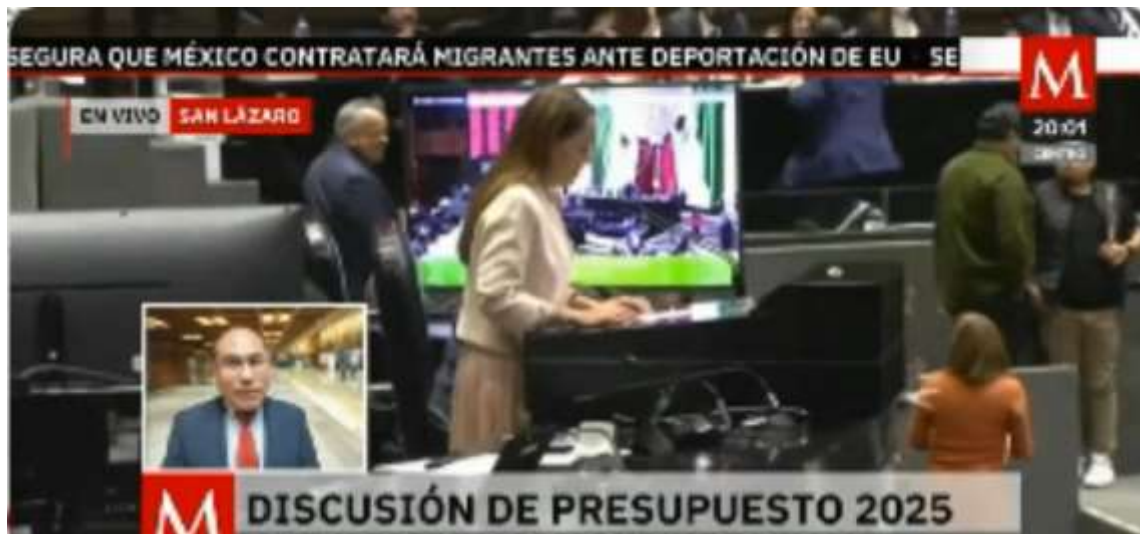 SEGURA QUE MÉXICO CONTRATARÁ MIGRANTES ANTE DEPORTACIÓN DE EU · SE
M
EN VIVO SAN LÁZARO
20:01
CENTRO
M DISCUSIÓN DE PRESUPUESTO 2025